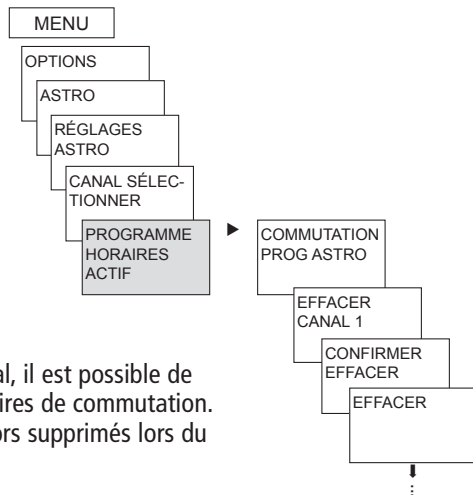 MENU
OPTIONS
ASTRO
RÉGLAGES
ASTRO
CANAL SÉLEC-
TIONNER
PROGRAMME
HORAIRES
ACTIF
COMMUTATION
PROG ASTRO
EFFACER
CANAL 1
CONFIRMER
EFFACER
EFFACER
al, il est possible de
ires de commutation.
ors supprimés lors du